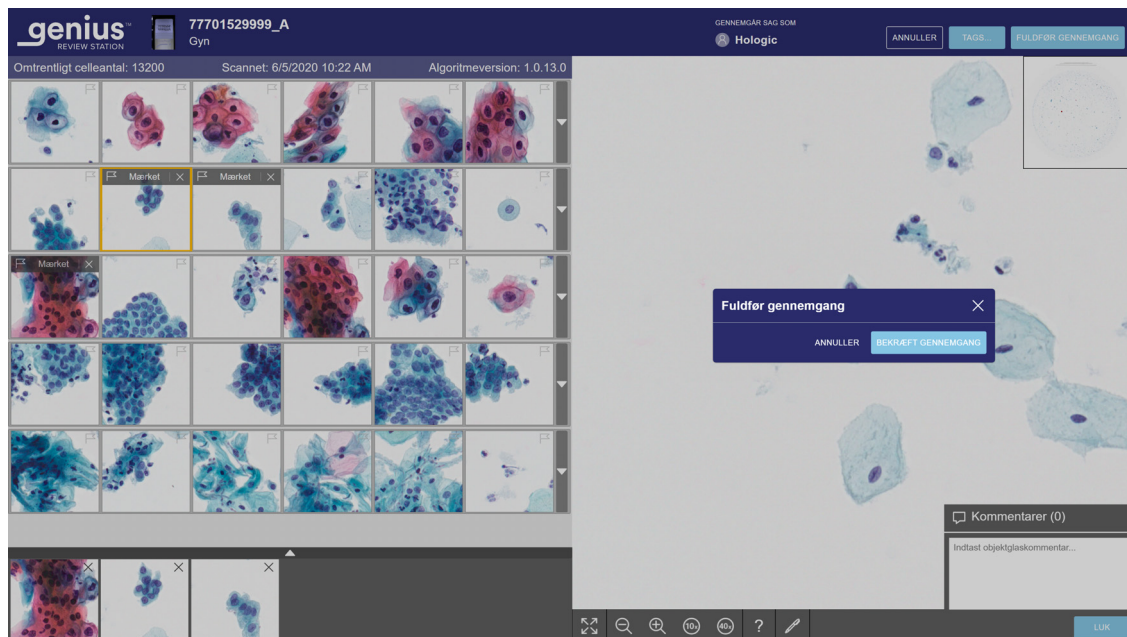 genius™
REVIEW STATION
77701529999_A
Gyn
GENNEMGÅR SAG SOM
Hologic
ANNULLER
TAGS...
FULDFØR GENNEMGANG
Omtrentligt celleantal: 13200
Scannet: 6/5/2020 10:22 AM
Algoritmeversion: 1.0.13.0
Mærket
Mærket
Mærket
Fuldfør gennemgang
ANNULLER
BEKRÆFT GENNEMGANG
Kommentarer (0)
Indtast objektglaskommentar...
10x
40x
?
LUK